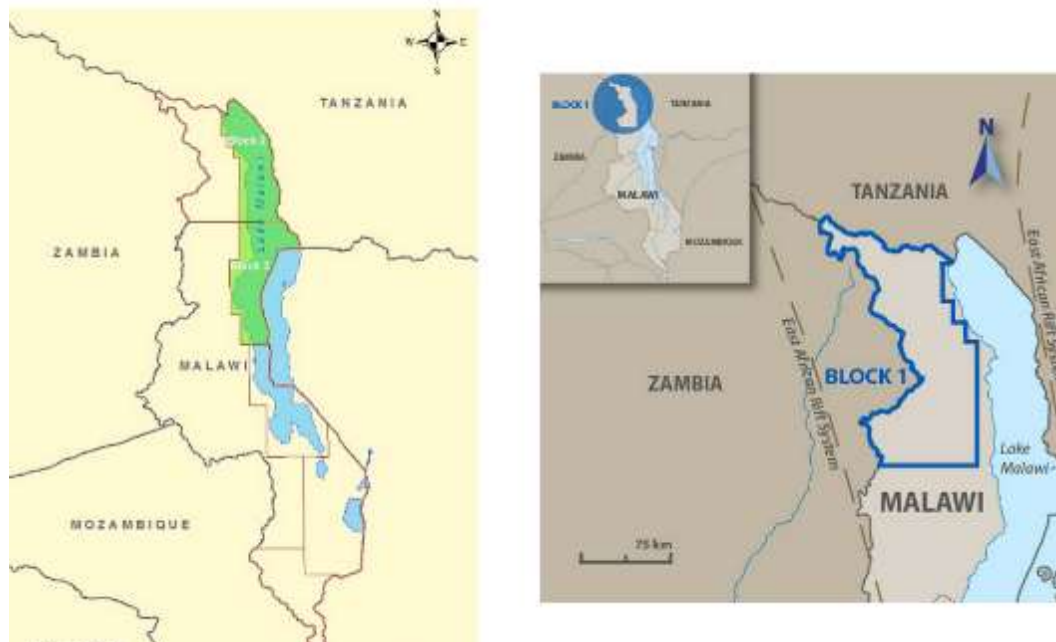 N
W
E
S
TANZANIA
Block 2
Lake Malawi
ZAMBIA
Block 3
MALAWI
MOZAMBIQUE
BLOCK 1
TANZANIA
ZAMBIA
MALAWI
MOZAMBIQUE
N
TANZANIA
East African Rift System
East African Rift System
ZAMBIA
BLOCK 1
Lake
Malawi
MALAWI
75 km